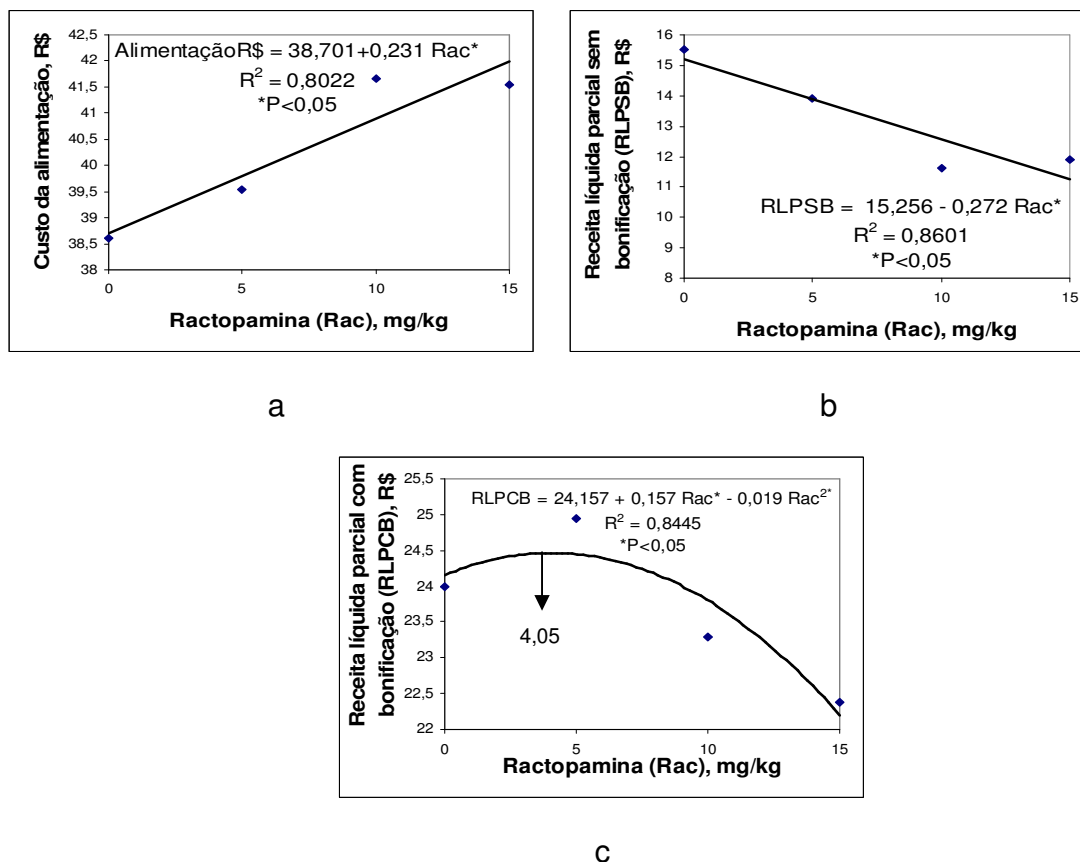 Custo da alimentação, R$
42,5
42
41,5
41
40,5
40
39,5
39
38,5
38
AlimentaçãoR$ = 38,701+0,231 Rac*
R² = 0,8022
*P<0,05
0 5 10 15
Ractopamina (Rac), mg/kg
a
Receita líquida parcial sem
bonificação (RLPSB), R$
16
15
14
13
12
11
10
9
8
RLPSB = 15,256 - 0,272 Rac*
R² = 0,8601
*P<0,05
0 5 10 15
Ractopamina (Rac), mg/kg
b
Receita líquida parcial com
bonificação (RLPCB), R$
25,5
25
24,5
24
23,5
23
22,5
22
RLPCB = 24,157 + 0,157 Rac* - 0,019 Rac²*
R² = 0,8445
*P<0,05
4,05
0 5 10 15
Ractopamina (Rac), mg/kg
c